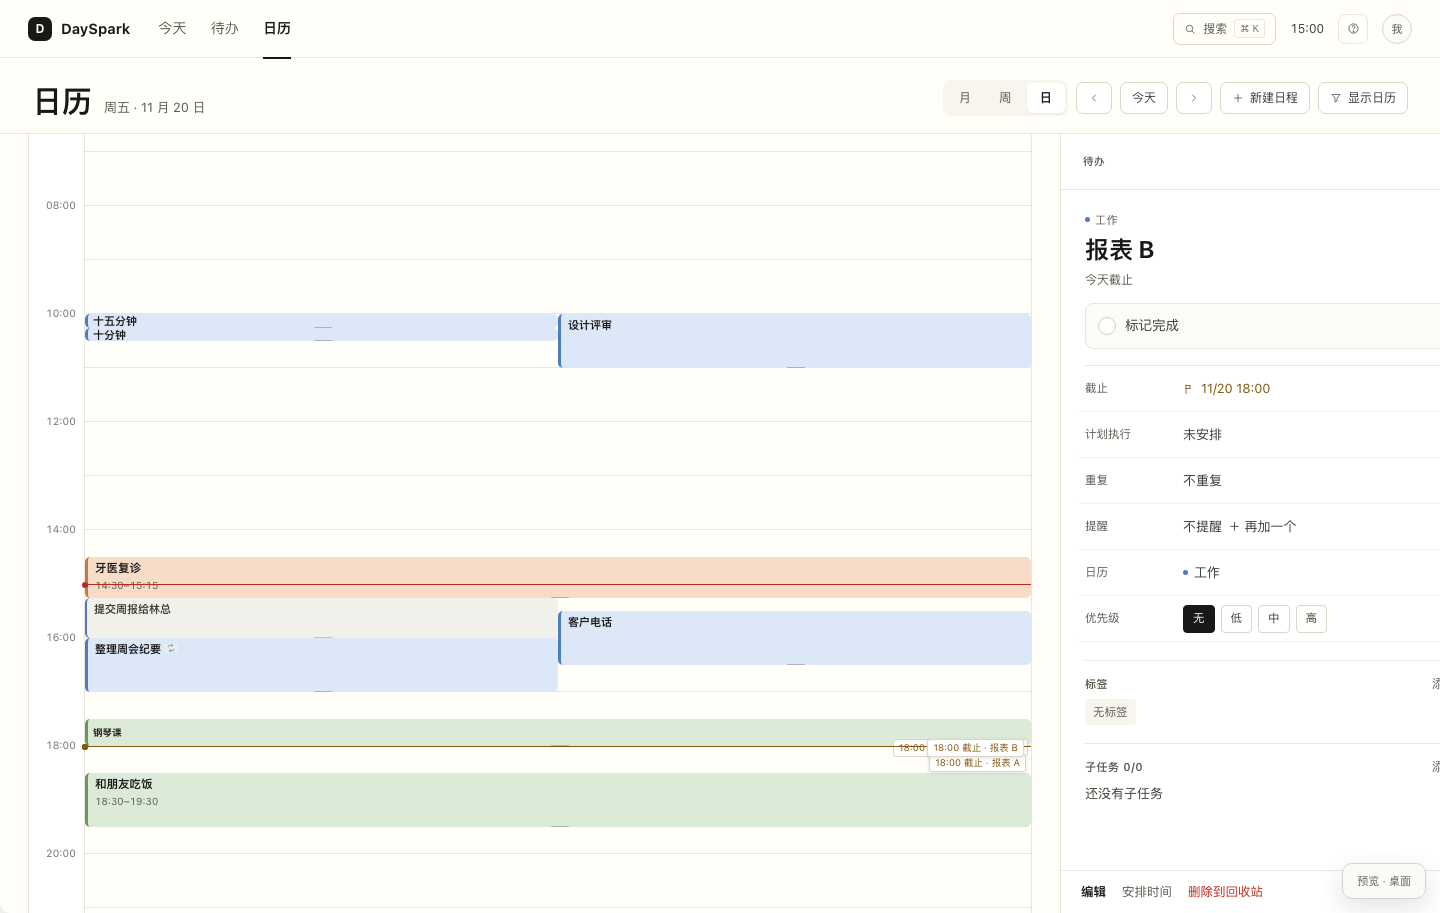 D DaySpark 今天 待办 日历 搜索 ⌘ K 15:00 我
日历 周五 · 11 月 20 日 月 周 日 今天 新建日程 显示日历
08:00
10:00
十五分钟
十分钟
设计评审
12:00
14:00
牙医复诊
14:30–15:15
提交周报给林总
客户电话
16:00
整理周会纪要
钢琴课
18:00
18:00
18:00 截止 · 报表 B
18:00 截止 · 报表 A
和朋友吃饭
18:30–19:30
20:00
待办
工作
报表 B
今天截止
标记完成
截止 11/20 18:00
计划执行 未安排
重复 不重复
提醒 不提醒 + 再加一个
日历 工作
优先级 无 低 中 高
标签
无标签
子任务 0/0
还没有子任务
编辑 安排时间 删除到回收站
预览 · 桌面